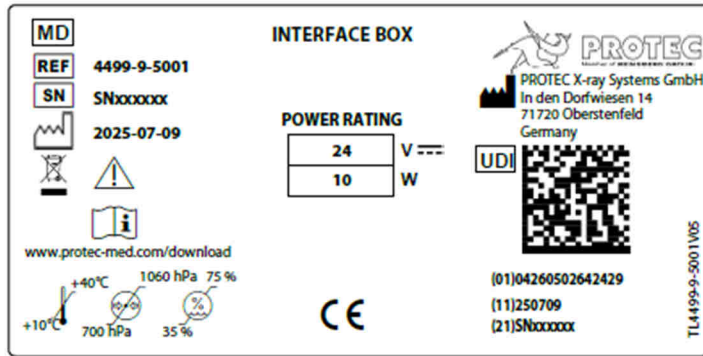 MD
REF 4499-9-5001
SN SNxxxxxx
2025-07-09
www.protec-med.com/download
+40°C
+10°C
1060 hPa
700 hPa
75 %
%
35 %
INTERFACE BOX
POWER RATING
24 V
10 W
CE
PROTEC
PROTEC X-ray Systems GmbH
In den Dorfwiesen 14
71720 Oberstenfeld
Germany
UDI
(01)04260502642429
(11)250709
(21)SNxxxxxx
TL4499-9-5001V05